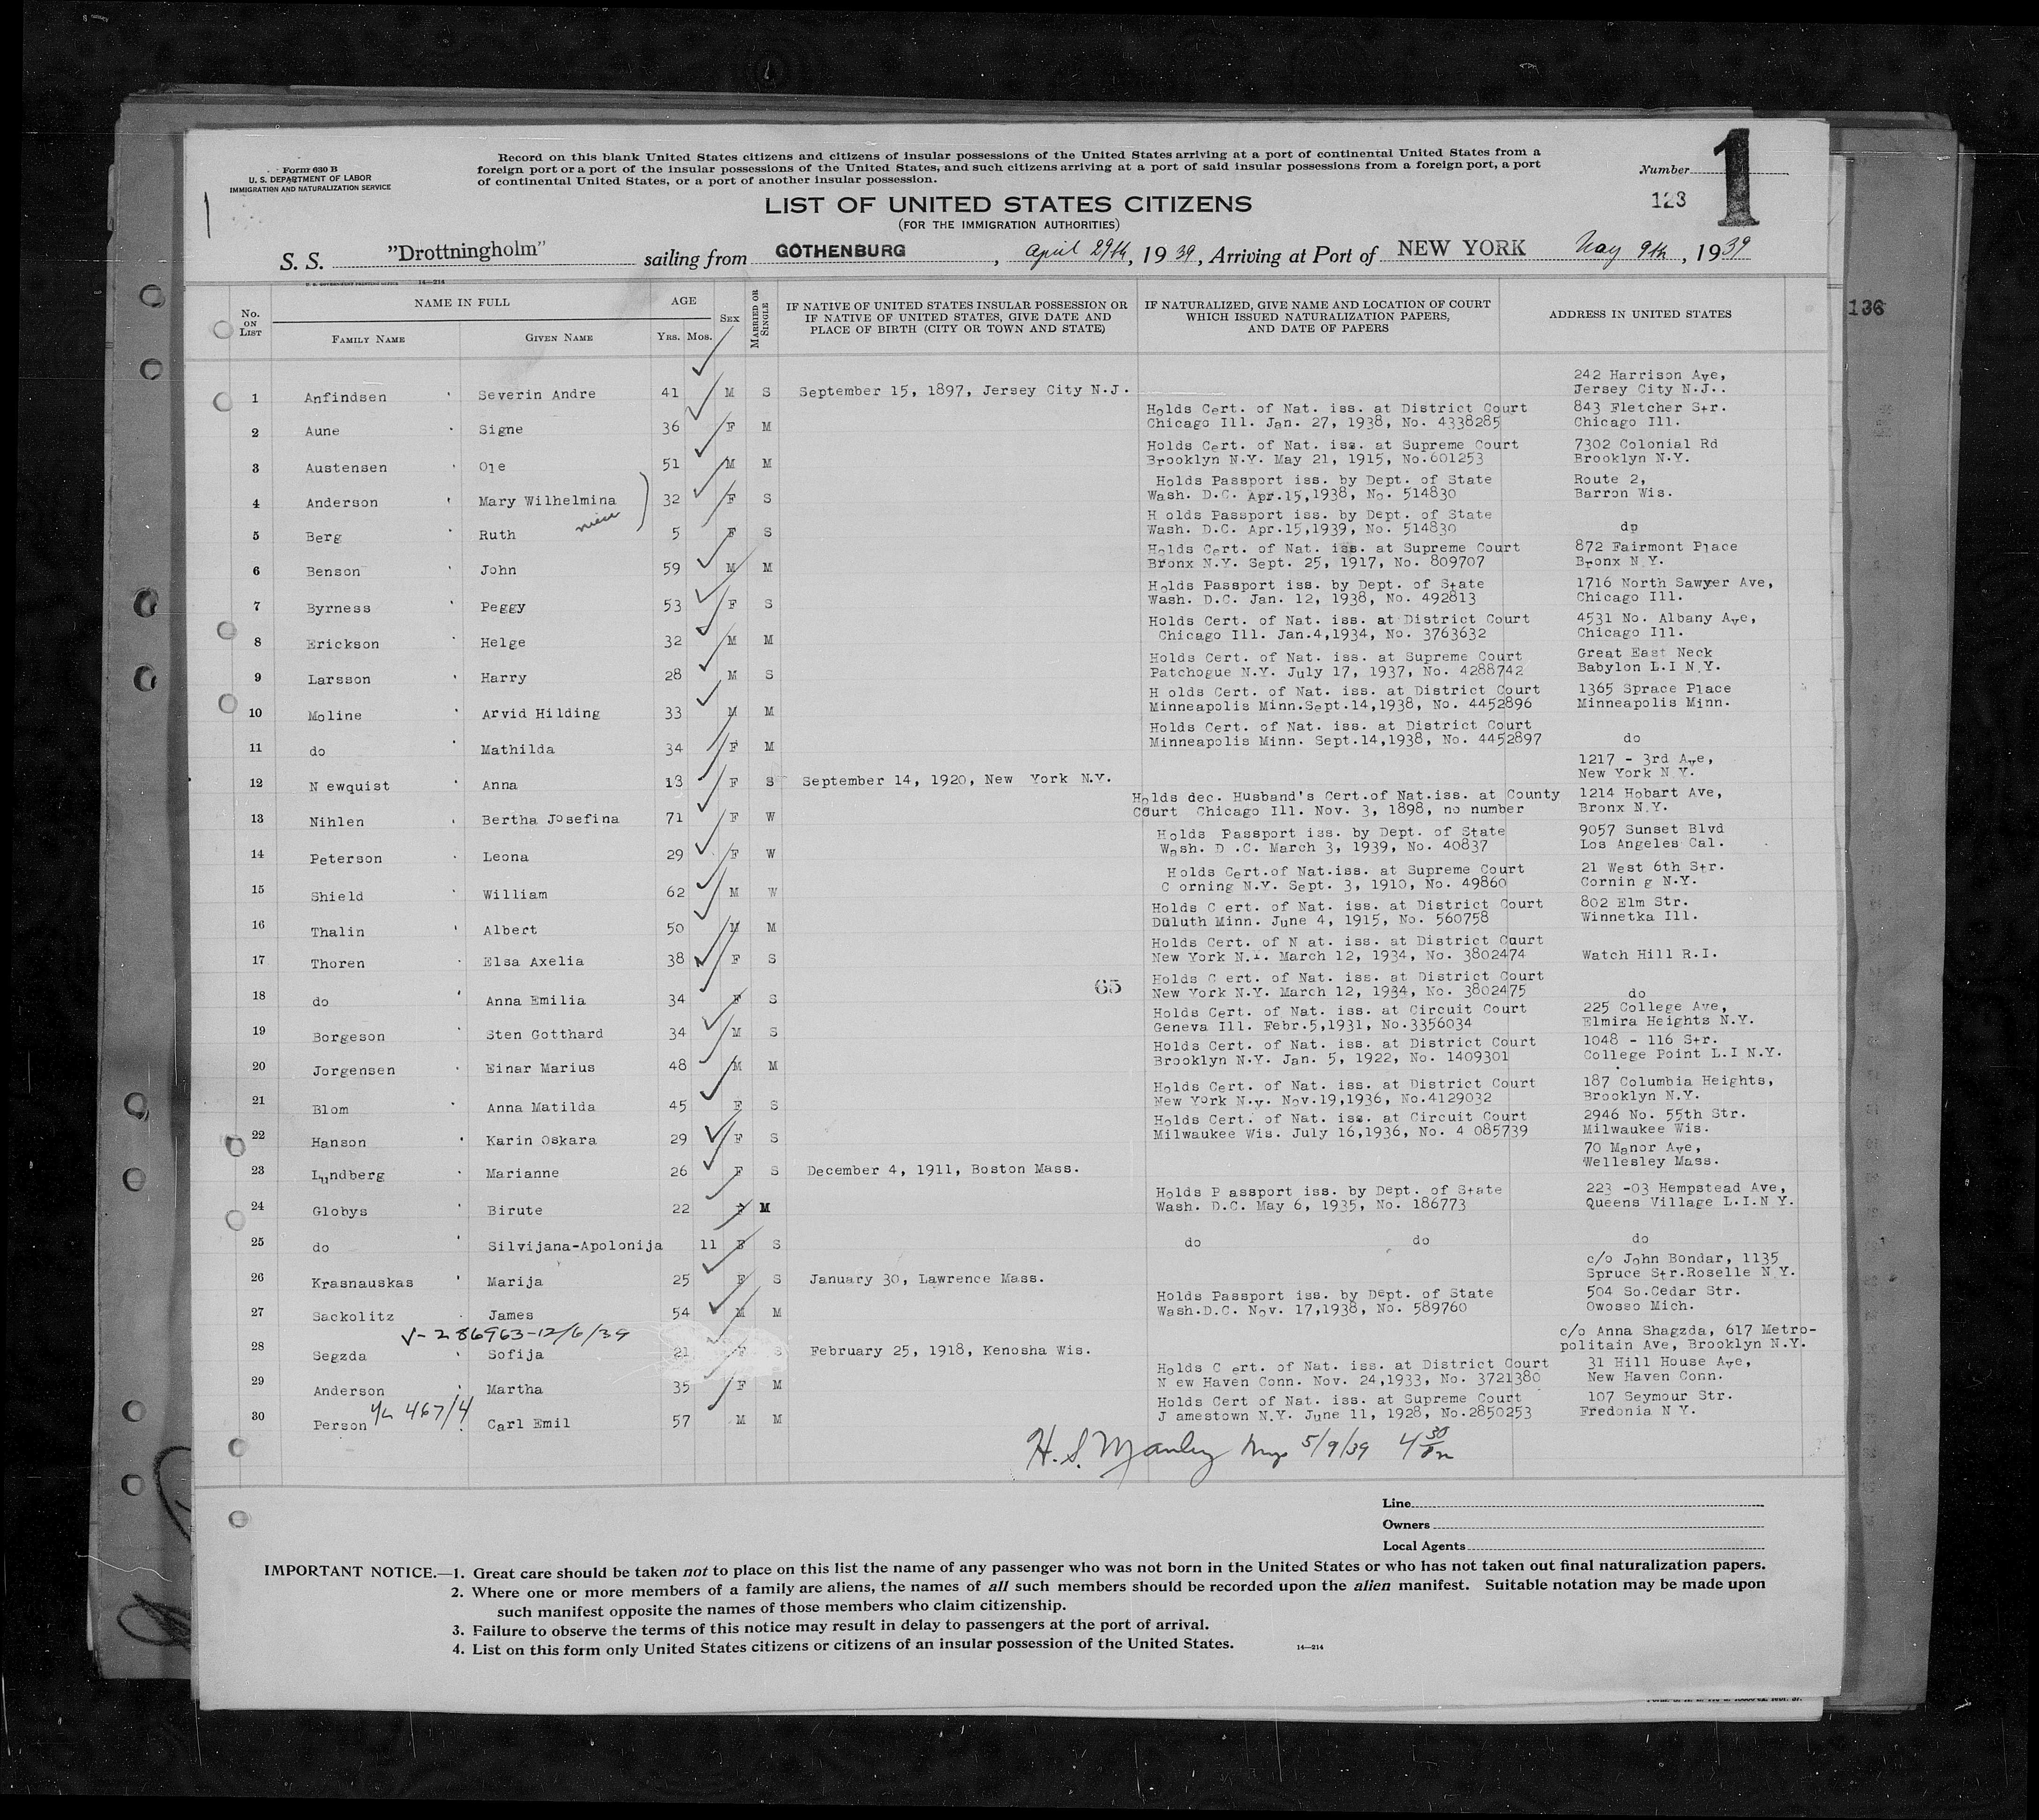 Form 630 B
U. S. DEPARTMENT OF LABOR
IMMIGRATION AND NATURALIZATION SERVICE
Record on this blank United States citizens and citizens of insular possessions of the United States arriving at a port of continental United States from a
foreign port or a port of the insular possessions of the United States, and such citizens arriving at a port of said insular possessions from a foreign port, a port
of continental United States, or a port of another insular possession.
Number
1
123
LIST OF UNITED STATES CITIZENS
(FOR THE IMMIGRATION AUTHORITIES)
S. S. "Drottningholm" sailing from GOTHENBURG, April 29th, 1939, Arriving at Port of NEW YORK May 9th, 1939
136
No. ON LIST
NAME IN FULL
FAMILY NAME GIVEN NAME
AGE
YRS. MOS.
SEX
MARRIED OR SINGLE
IF NATIVE OF UNITED STATES INSULAR POSSESSION OR
IF NATIVE OF UNITED STATES, GIVE DATE AND
PLACE OF BIRTH (CITY OR TOWN AND STATE)
IF NATURALIZED, GIVE NAME AND LOCATION OF COURT
WHICH ISSUED NATURALIZATION PAPERS,
AND DATE OF PAPERS
ADDRESS IN UNITED STATES
242 Harrison Ave,
1 Anfindsen Severin Andre 41 M S September 15, 1897, Jersey City N.J. Jersey City N.J..
Holds Cert. of Nat. iss. at District Court 843 Fletcher Str.
2 Aune Signe 36 F M Chicago Ill. Jan. 27, 1938, No. 4338285 Chicago Ill.
Holds Cert. of Nat. iss. at Supreme Court 7302 Colonial Rd
3 Austensen Ole 51 M M Brooklyn N.Y. May 21, 1915, No.601253 Brooklyn N.Y.
Holds Passport iss. by Dept. of State Route 2,
4 Anderson Mary Wilhelmina 32 F S Wash. D.C. Apr.15,1938, No. 514830 Barron Wis.
niece
H olds Passport iss. by Dept. of State
5 Berg Ruth 5 F S Wash. D.C. Apr.15,1939, No. 514830 do
Holds Cert. of Nat. iss. at Supreme Court 872 Fairmont Place
6 Benson John 59 M M Bronx N.Y. Sept. 25, 1917, No. 809707 Bronx N.Y.
Holds Passport iss. by Dept. of State 1716 North Sawyer Ave,
7 Byrness Peggy 53 F S Wash. D.C. Jan. 12, 1938, No. 492813 Chicago Ill.
Holds Cert. of Nat. iss. at District Court 4531 No. Albany Ave,
8 Erickson Helge 32 M M Chicago Ill. Jan.4,1934, No. 3763632 Chicago Ill.
Holds Cert. of Nat. iss. at Supreme Court Great East Neck
9 Larsson Harry 28 M S Patchogue N.Y. July 17, 1937, No. 4288742 Babylon L.I N.Y.
H olds Cert. of Nat. iss. at District Court 1365 Sprace Place
10 Moline Arvid Hilding 33 M M Minneapolis Minn.Sept.14,1938, No. 4452896 Minneapolis Minn.
Holds Cert. of Nat. iss. at District Court
11 do Mathilda 34 F M Minneapolis Minn. Sept.14,1938, No. 4452897 do
1217 - 3rd Ave,
12 N ewquist Anna 13 F S September 14, 1920, New York N.Y. New York N.Y.
Holds dec. Husband's Cert.of Nat.iss. at County 1214 Hobart Ave,
13 Nihlen Bertha Josefina 71 F W Court Chicago Ill. Nov. 3, 1898, no number Bronx N.Y.
Holds Passport iss. by Dept. of State 9057 Sunset Blvd
14 Peterson Leona 29 F W Wash. D .C. March 3, 1939, No. 40837 Los Angeles Cal.
Holds Cert.of Nat.iss. at Supreme Court 21 West 6th Str.
15 Shield William 62 M W C orning N.Y. Sept. 3, 1910, No. 49860 Cornin g N.Y.
Holds C ert. of Nat. iss. at District Court 802 Elm Str.
16 Thalin Albert 50 M M Duluth Minn. June 4, 1915, No. 560758 Winnetka Ill.
Holds Cert. of N at. iss. at District Court
17 Thoren Elsa Axelia 38 F S New York N.Y. March 12, 1934, No. 3802474 Watch Hill R.I.
65
Holds C ert. of Nat. iss. at District Court
18 do Anna Emilia 34 F S New York N.Y. March 12, 1934, No. 3802475 do
Holds Cert. of Nat. iss. at Circuit Court 225 College Ave,
19 Borgeson Sten Gotthard 34 M S Geneva Ill. Febr.5,1931, No.3356034 Elmira Heights N.Y.
Holds Cert. of Nat. iss. at District Court 1048 - 116 Str.
20 Jorgensen Einar Marius 48 M M Brooklyn N.Y. Jan. 5, 1922, No. 1409301 College Point L.I N.Y.
Holds Cert. of Nat. iss. at District Court 187 Columbia Heights,
21 Blom Anna Matilda 45 F S New York N.y. Nov.19,1936, No.4129032 Brooklyn N.Y.
Holds Cert. of Nat. iss. at Circuit Court 2946 No. 55th Str.
22 Hanson Karin Oskara 29 F S Milwaukee Wis. July 16,1936, No. 4 085739 Milwaukee Wis.
70 Manor Ave,
23 Lundberg Marianne 26 F S December 4, 1911, Boston Mass. Wellesley Mass.
Holds P assport iss. by Dept. of State 223 -03 Hempstead Ave,
24 Globys Birute 22 F M Wash. D.C. May 6, 1935, No. 186773 Queens Village L.I.N Y.
25 do Silvijana-Apolonija 11 F S do do do
c/o John Bondar, 1135
26 Krasnauskas Marija 25 F S January 30, Lawrence Mass. Spruce Str.Roselle N.Y.
Holds Passport iss. by Dept. of State 504 So.Cedar Str.
27 Sackolitz James 54 M M Wash.D.C. Nov. 17,1938, No. 589760 Owosso Mich.
V-286963-12/6/39
c/o Anna Shagzda, 617 Metro-
28 Segzda Sofija 21 F S February 25, 1918, Kenosha Wis. politain Ave, Brooklyn N.Y.
Holds C ert. of Nat. iss. at District Court 31 Hill House Ave,
29 Anderson Martha 35 F M N ew Haven Conn. Nov. 24,1933, No. 3721380 New Haven Conn.
467/4
Holds Cert of Nat. iss. at Supreme Court 107 Seymour Str.
30 Person Carl Emil 57 M M J amestown N.Y. June 11, 1928, No.2850253 Fredonia N Y.
H. S. Manley 5/9/39 4 30
Line
Owners
Local Agents
IMPORTANT NOTICE.—1. Great care should be taken not to place on this list the name of any passenger who was not born in the United States or who has not taken out final naturalization papers.
2. Where one or more members of a family are aliens, the names of all such members should be recorded upon the alien manifest. Suitable notation may be made upon
such manifest opposite the names of those members who claim citizenship.
3. Failure to observe the terms of this notice may result in delay to passengers at the port of arrival.
4. List on this form only United States citizens or citizens of an insular possession of the United States. 14—214